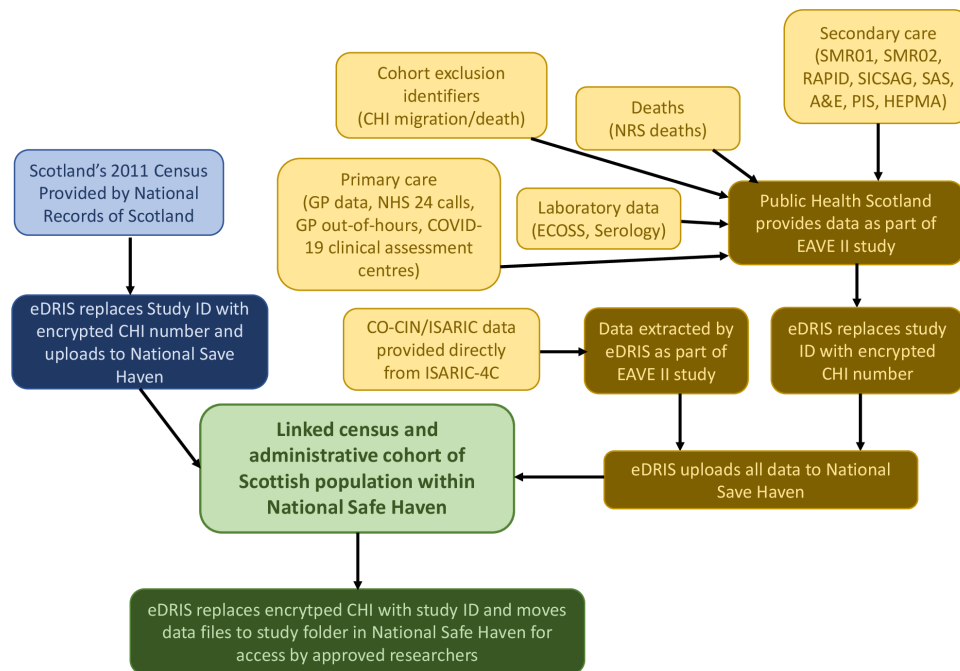 Secondary care
(SMR01, SMR02,
RAPID, SICSAG, SAS,
A&E, PIS, HEPMA)
Cohort exclusion
identifiers
(CHI migration/death)
Deaths
(NRS deaths)
Scotland's 2011 Census
Provided by National
Records of Scotland
Primary care
(GP data, NHS 24 calls,
GP out-of-hours, COVID-
19 clinical assessment
centres)
Laboratory data
(ECOSS, Serology)
Public Health Scotland
provides data as part of
EAVE II study
eDRIS replaces Study ID with
encrypted CHI number and
uploads to National Save
Haven
CO-CIN/ISARIC data
provided directly
from ISARIC-4C
Data extracted by
eDRIS as part of
EAVE II study
eDRIS replaces study
ID with encrypted
CHI number
Linked census and
administrative cohort of
Scottish population within
National Safe Haven
eDRIS uploads all data to National
Save Haven
eDRIS replaces encrytped CHI with study ID and moves
data files to study folder in National Safe Haven for
access by approved researchers